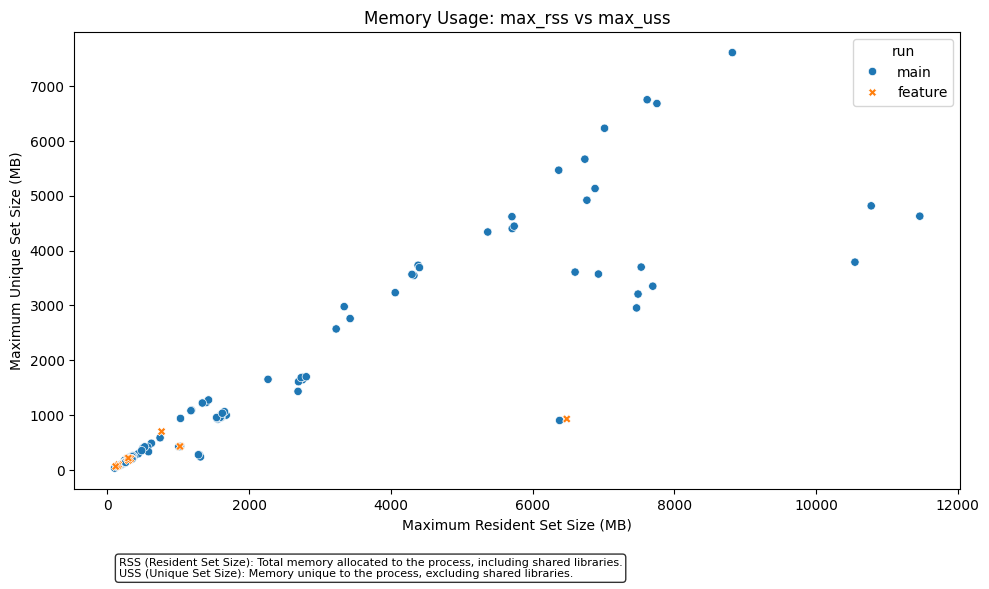 Memory Usage: max_rss vs max_uss
run
main
feature
7000
6000
5000
4000
3000
2000
1000
0
Maximum Unique Set Size (MB)
0 2000 4000 6000 8000 10000 12000
Maximum Resident Set Size (MB)
RSS (Resident Set Size): Total memory allocated to the process, including shared libraries.
USS (Unique Set Size): Memory unique to the process, excluding shared libraries.